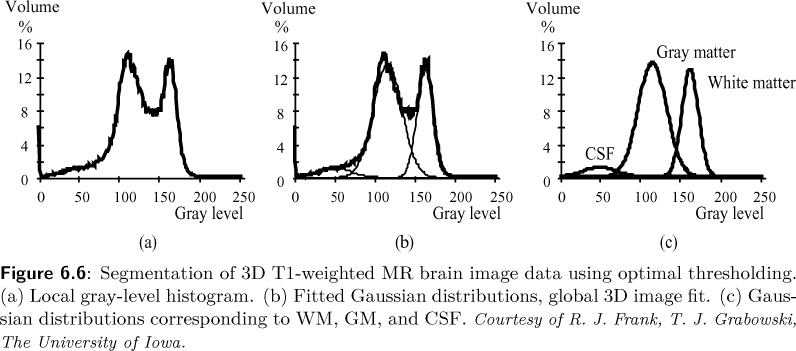 Volume
%
16
12
8
4
0
0 50 100 150 200 250
Gray level
(a)
Volume
%
16
12
8
4
0
0 50 100 150 200 250
Gray level
(b)
Volume
%
16
12
8
4
0
Gray matter
White matter
CSF
0 50 100 150 200 250
Gray level
(c)
Figure 6.6: Segmentation of 3D T1-weighted MR brain image data using optimal thresholding.
(a) Local gray-level histogram. (b) Fitted Gaussian distributions, global 3D image fit. (c) Gaus-
sian distributions corresponding to WM, GM, and CSF. Courtesy of R. J. Frank, T. J. Grabowski,
The University of Iowa.